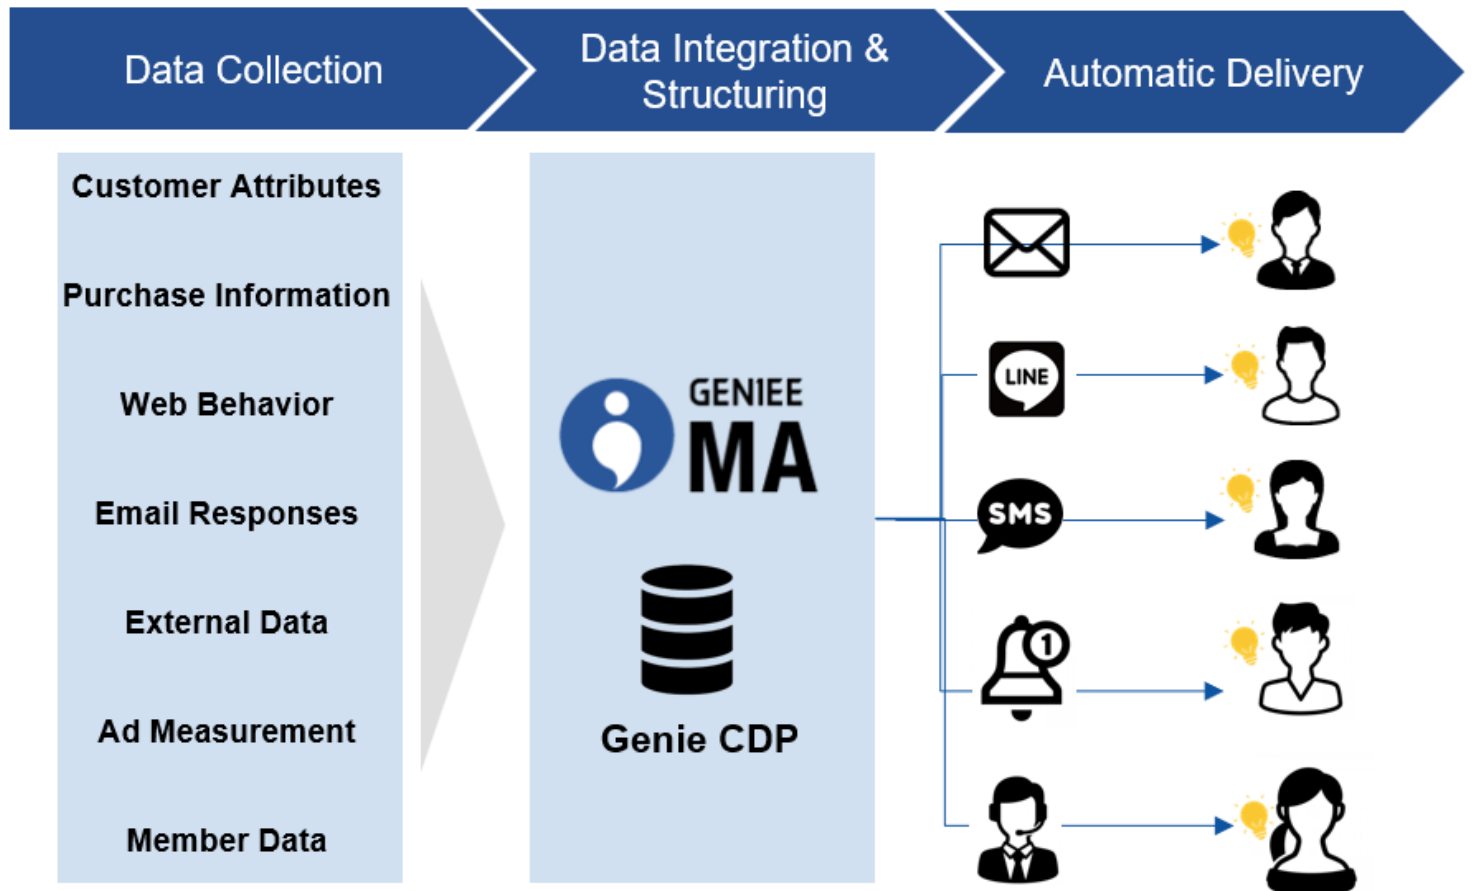 Data Collection
Data Integration &
Structuring
Automatic Delivery
Customer Attributes
Purchase Information
Web Behavior
Email Responses
External Data
Ad Measurement
Member Data
GENIEE
MA
Genie CDP
LINE
SMS
1